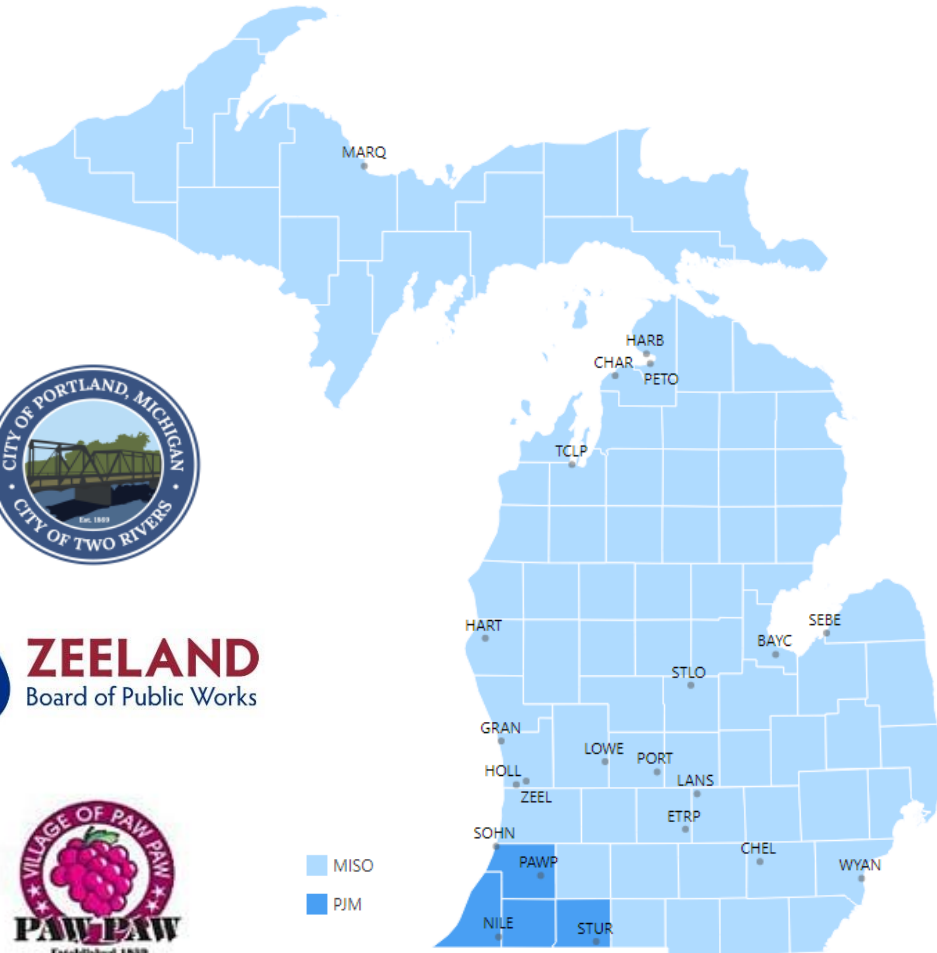 MARQ
HARB
CHAR
PETO
TCLP
CITY OF PORTLAND, MICHIGAN
Est. 1869
CITY OF TWO RIVERS
HART
SEBE
BAYC
STLO
ZEELAND
Board of Public Works
GRAN
LOWE
PORT
HOLL
LANS
ZEEL
ETRP
SOHN
CHEL
PAWP
WYAN
MISO
PJM
NILE
STUR
VILLAGE OF PAW PAW
PAW PAW